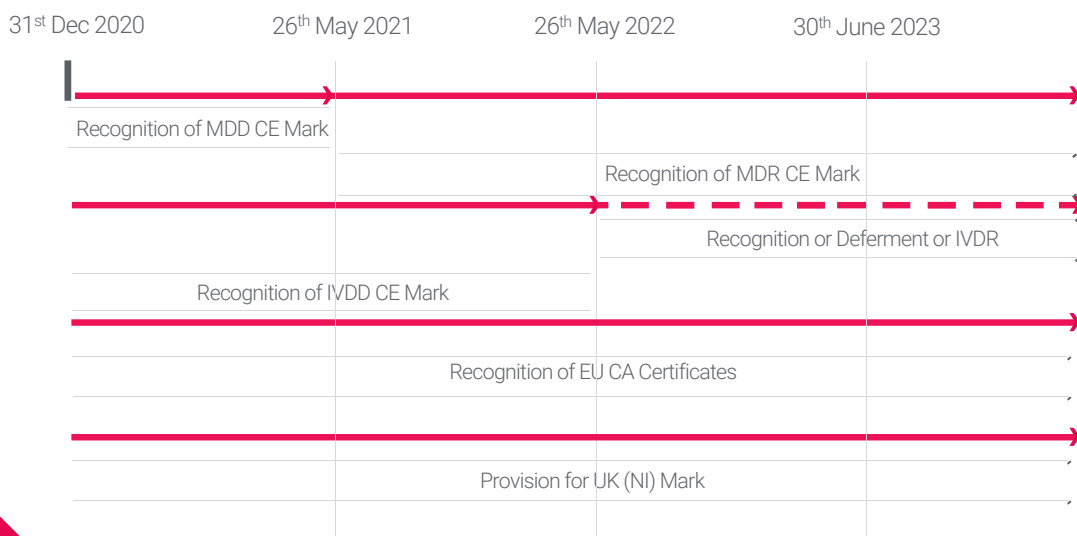 31st Dec 2020 26th May 2021 26th May 2022 30th June 2023
Recognition of MDD CE Mark
Recognition of MDR CE Mark
Recognition or Deferment or IVDR
Recognition of IVDD CE Mark
Recognition of EU CA Certificates
Provision for UK (NI) Mark